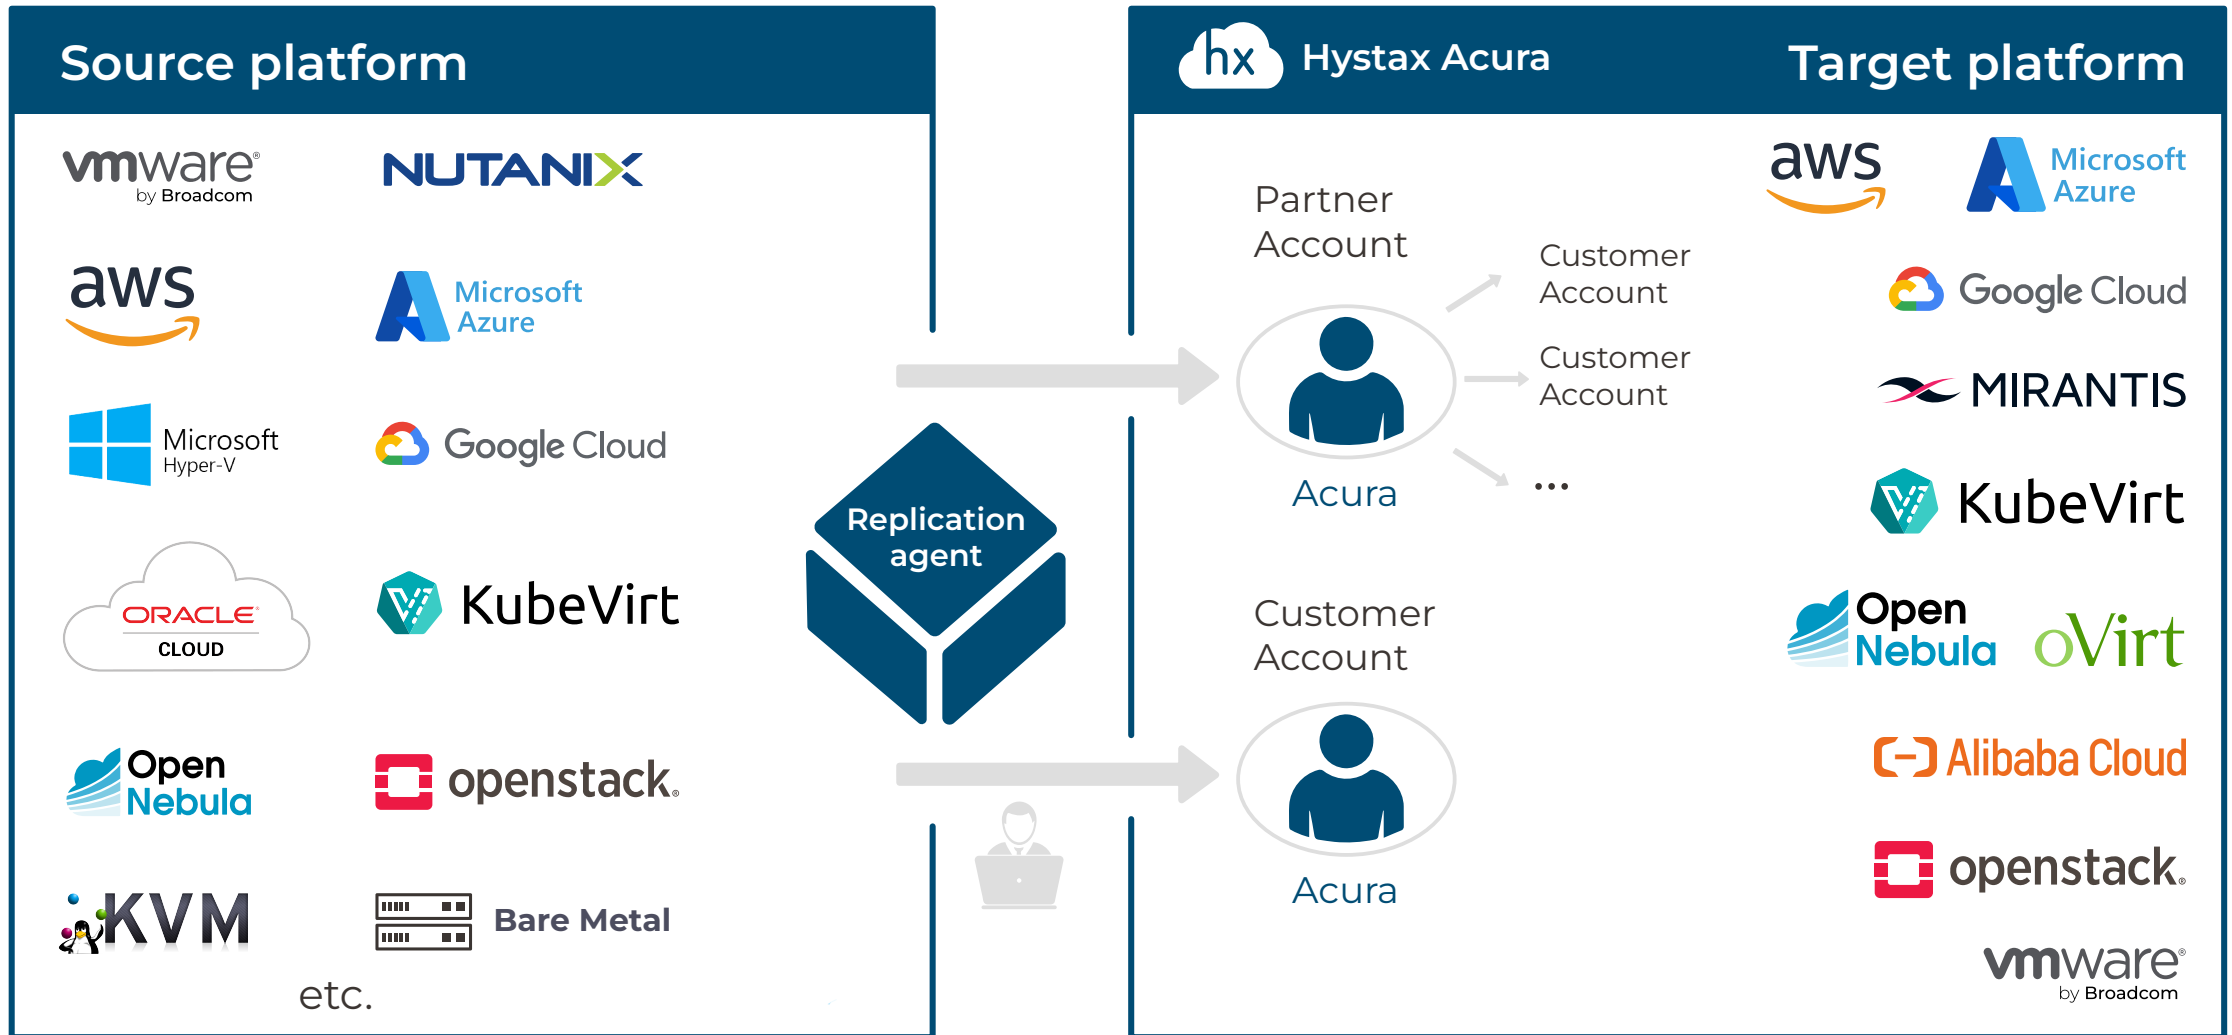 Source platform
vmware®
by Broadcom
NUTANIX
aws
Microsoft
Azure
Microsoft
Hyper-V
Google Cloud
ORACLE®
CLOUD
KubeVirt
Open
Nebula
openstack®
KVM
Bare Metal
etc.
Replication
agent
hx
Hystax Acura
Target platform
Partner
Account
Customer
Account
Customer
Account
...
Acura
Customer
Account
Acura
aws
Microsoft
Azure
Google Cloud
MIRANTIS
KubeVirt
Open
Nebula
oVirt
Alibaba Cloud
openstack®
vmware®
by Broadcom